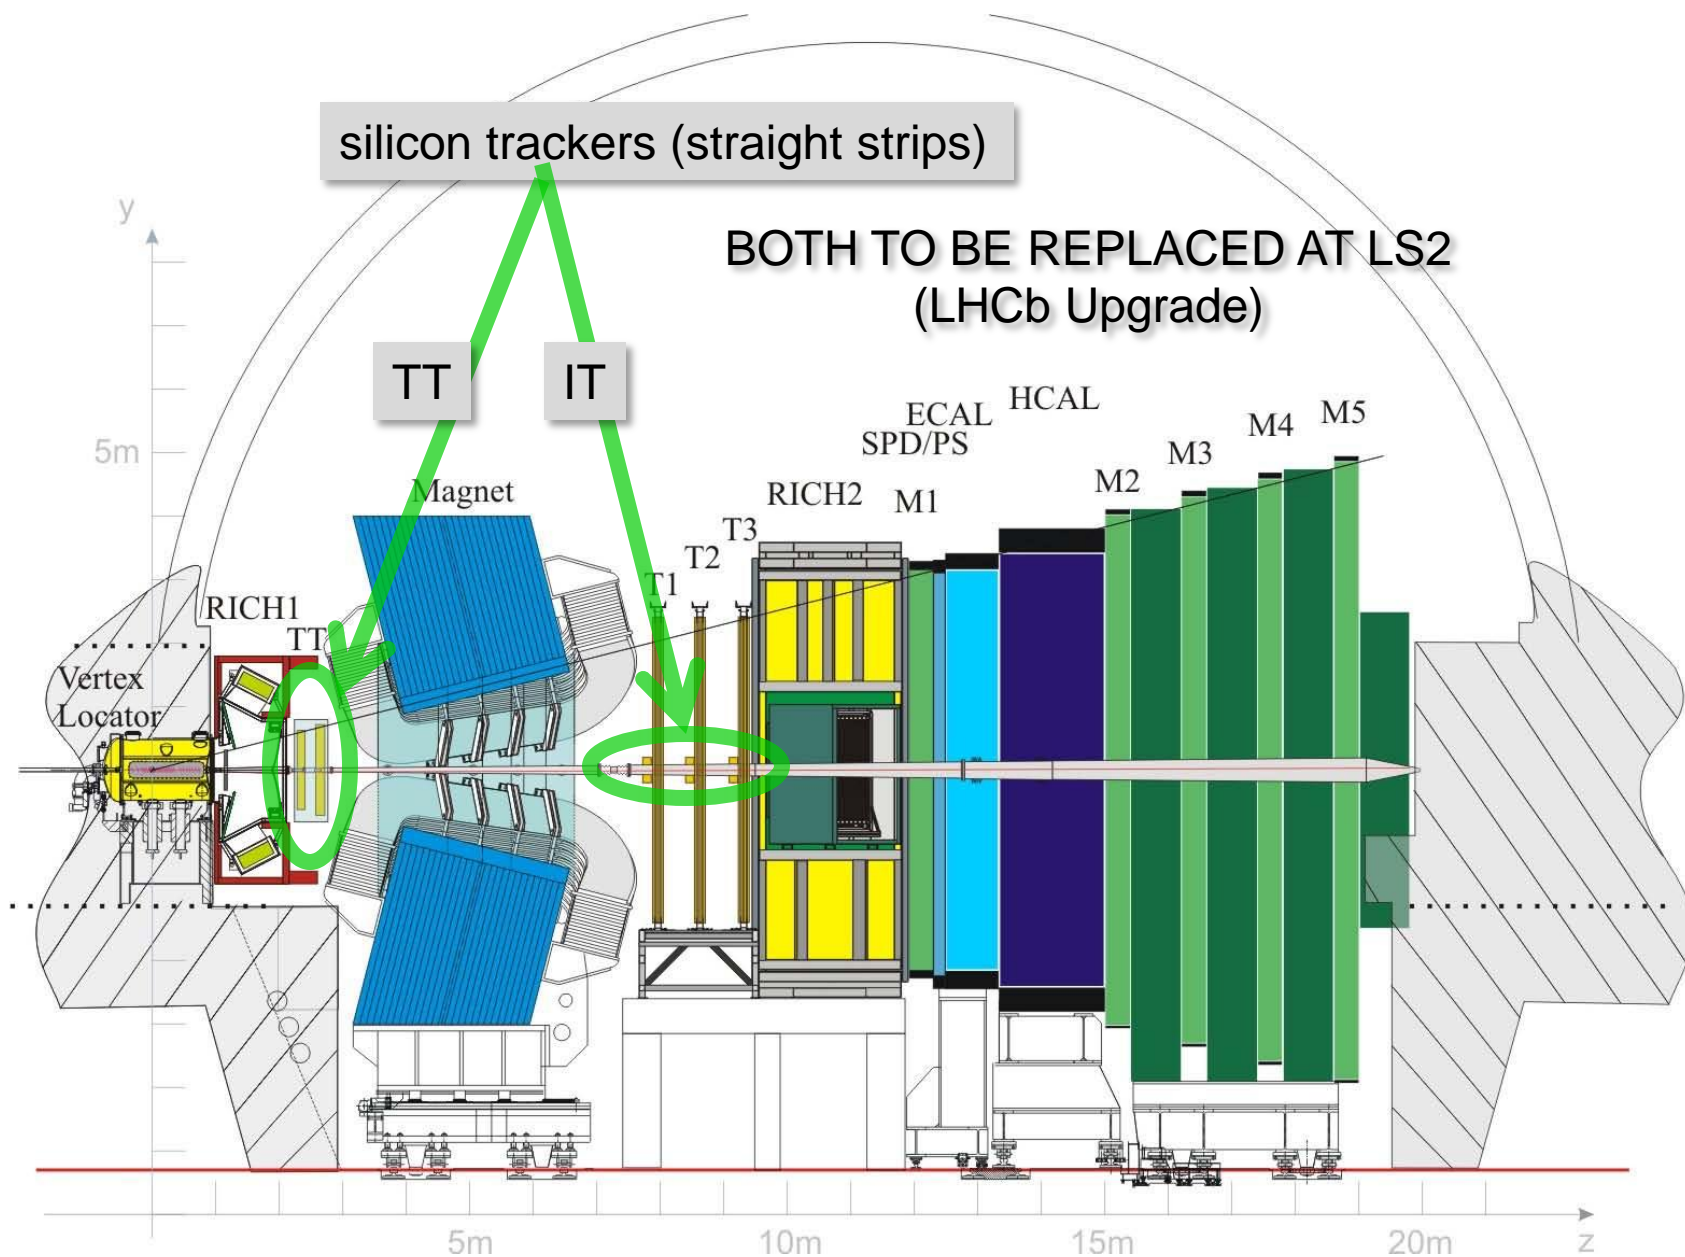 silicon trackers (straight strips)
y
BOTH TO BE REPLACED AT LS2
(LHCb Upgrade)
TT
IT
HCAL
ECAL
SPD/PS
M5
M4
M3
M2
5m
Magnet
RICH2
M1
T3
T2
T1
RICH1
TT
Vertex
Locator
5m
10m
15m
20m
z